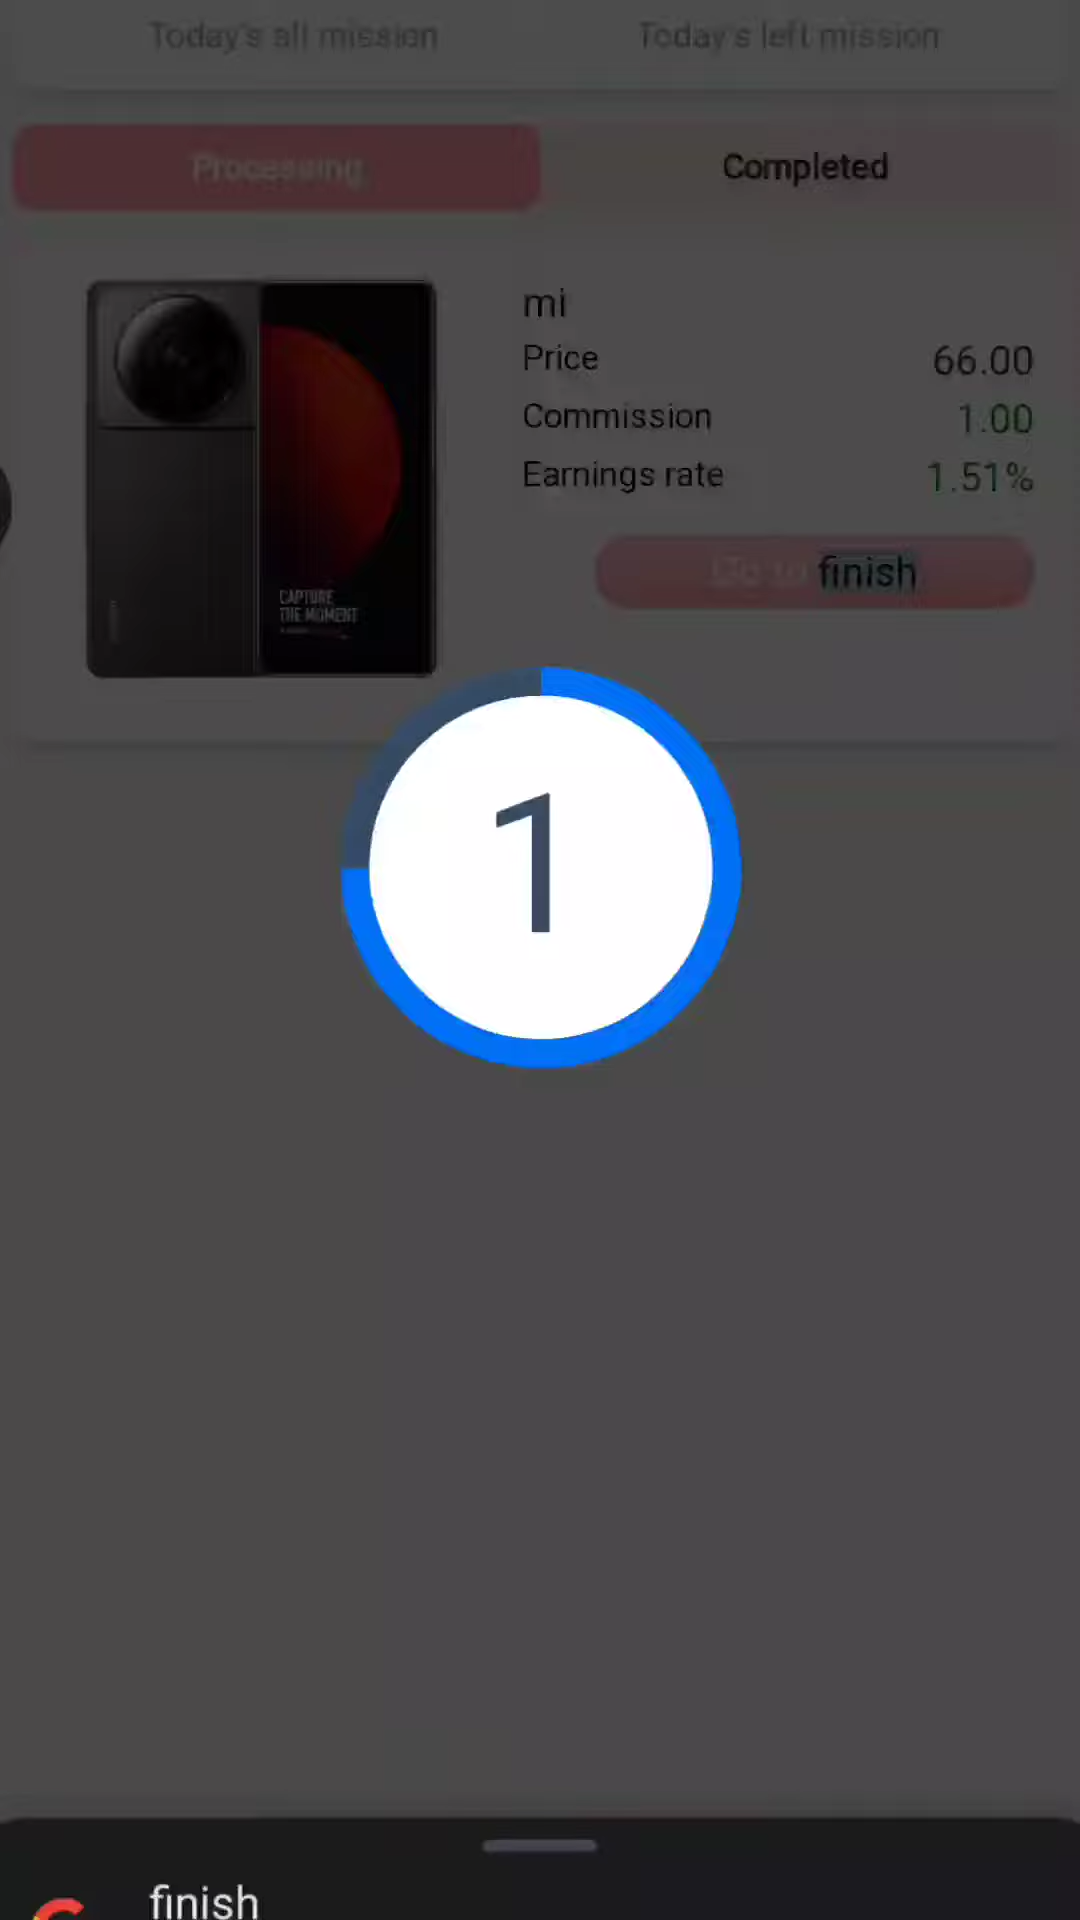 Today's all mission
Today's left mission
Processing
Completed
mi
Price 66.00
Commission 1.00
Earnings rate 1.51%
Go to finish
CAPTURE
THE MOMENT
1
finish